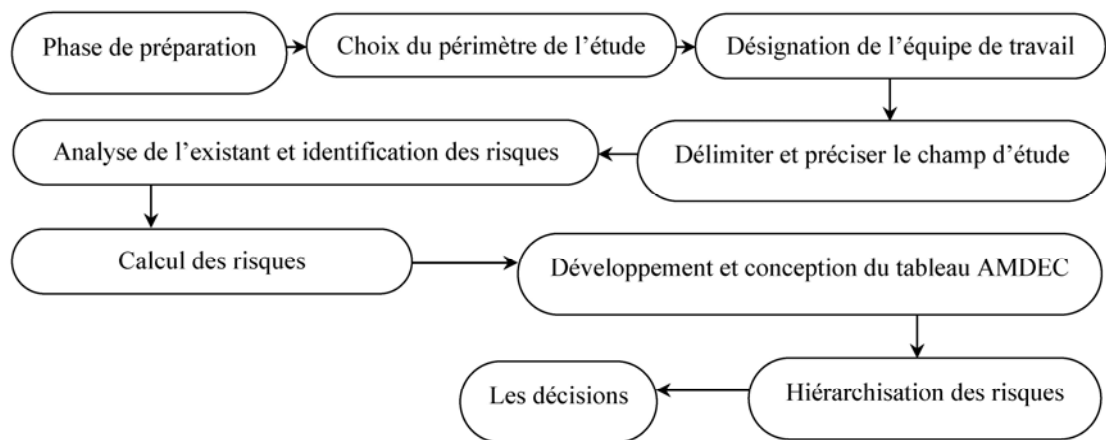 Phase de préparation
Choix du périmètre de l’étude
Désignation de l’équipe de travail
Délimiter et préciser le champ d’étude
Analyse de l’existant et identification des risques
Calcul des risques
Développement et conception du tableau AMDEC
Hiérarchisation des risques
Les décisions